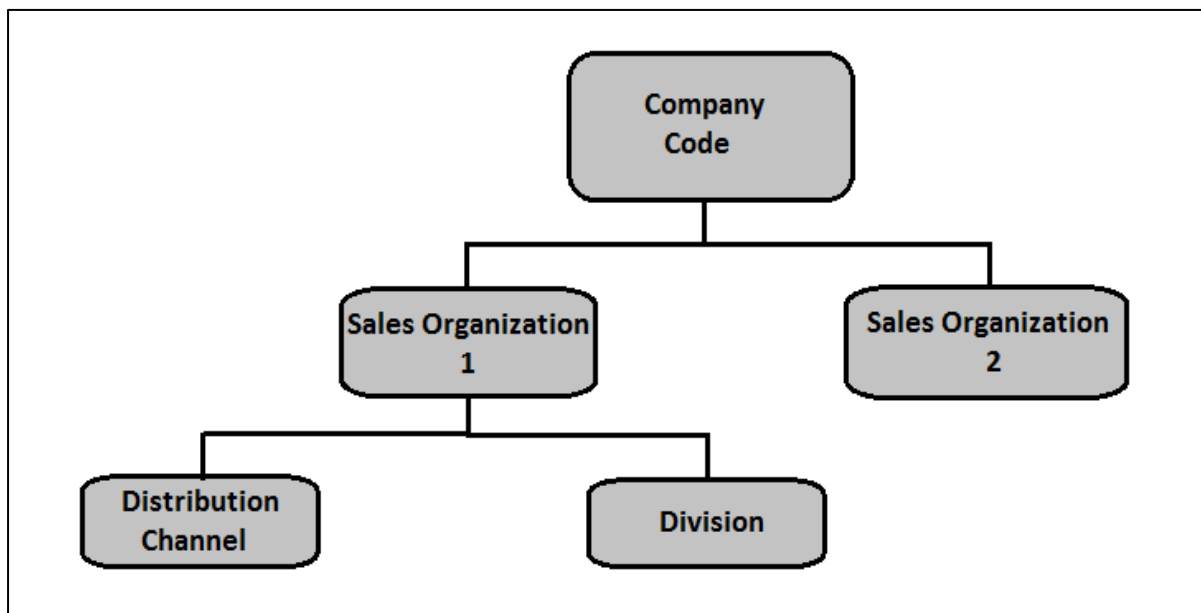 Company
Code
Sales Organization
1
Sales Organization
2
Distribution
Channel
Division